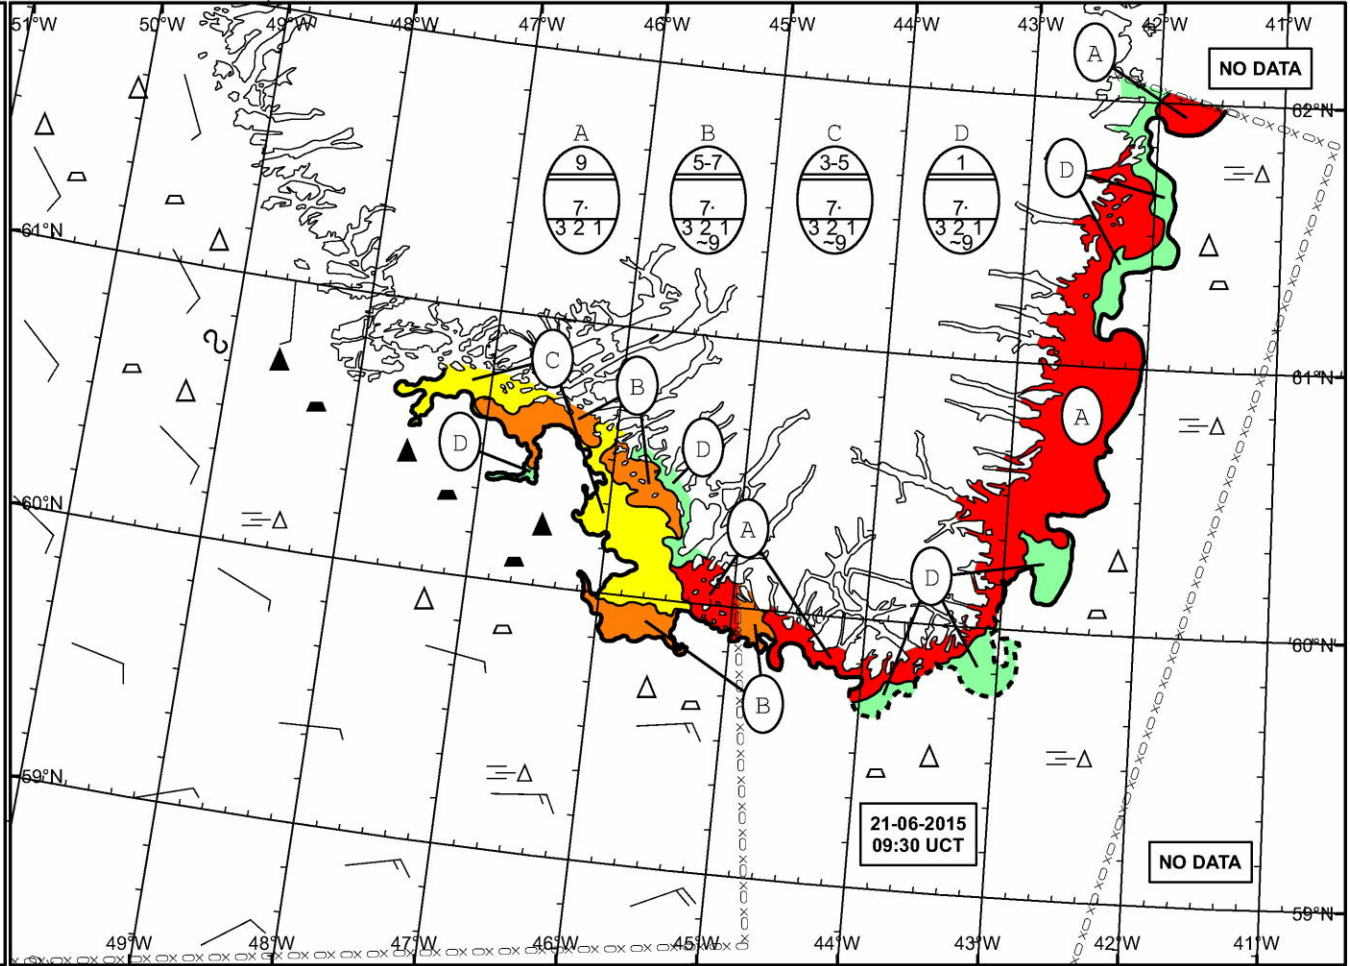 51°W 50°W 49°W 48°W 47°W 46°W 45°W 44°W 43°W 42°W 41°W
A
NO DATA
62°N
A B C D
9 5-7 3-5 1
7· 7· 7· 7·
3 2 1 3 2 1 3 2 1 3 2 1
~9 ~9 ~9
D
61°N
C
B
61°N
A
D
D
60°N
A
D
60°N
B
59°N
21-06-2015
09:30 UCT
NO DATA
59°N
49°W 48°W 47°W 46°W 45°W 44°W 43°W 42°W 41°W